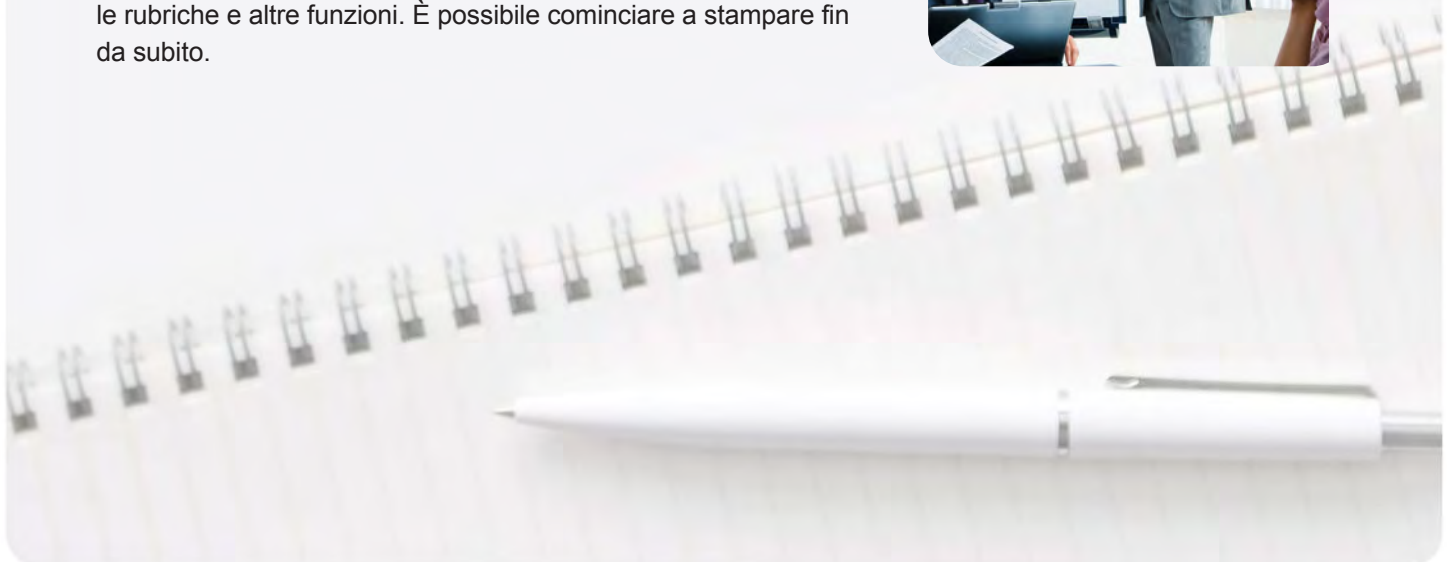 le rubriche e altre funzioni. È possibile cominciare a stampare fin
da subito.